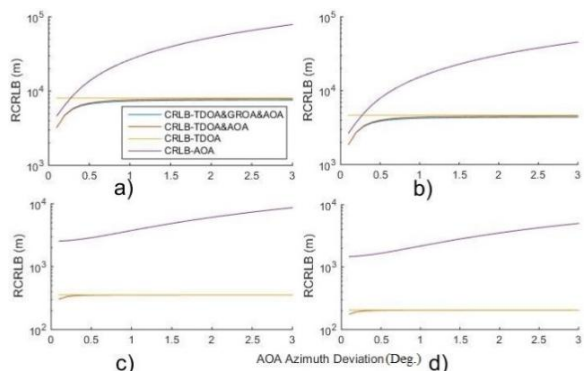 10^5
10^4
10^3
RCRLB (m)
CRLB-TDOA&GROA&AOA
CRLB-TDOA&AOA
CRLB-TDOA
CRLB-AOA
0 0.5 1 1.5 2 2.5 3
a)
10^5
10^4
10^3
RCRLB (m)
0 0.5 1 1.5 2 2.5 3
b)
10^4
10^3
10^2
RCRLB (m)
0 0.5 1 1.5 2 2.5 3
c)
10^4
10^3
10^2
RCRLB (m)
0 0.5 1 1.5 2 2.5 3
AOA Azimuth Deviation(Deg.)
d)